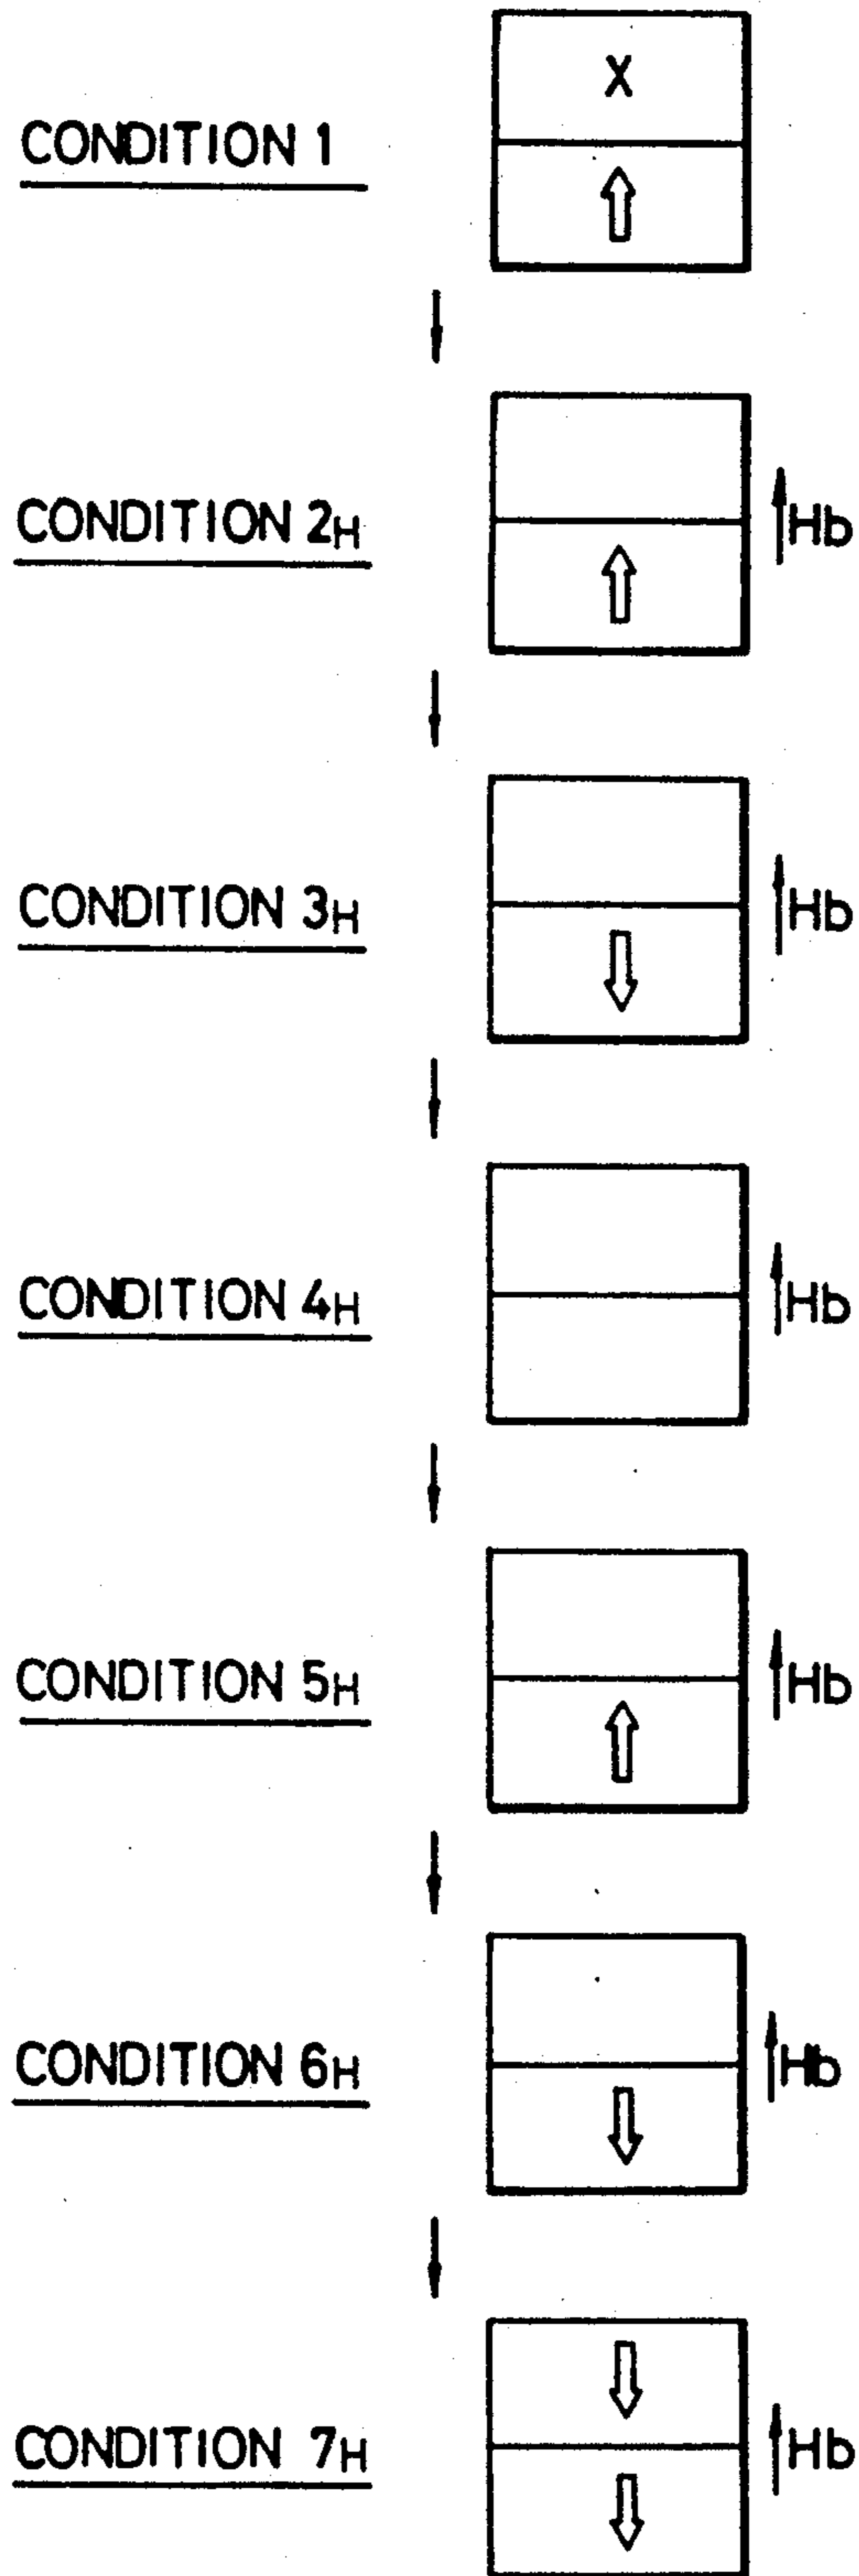 X
CONDITION 1
CONDITION 2H Hb
CONDITION 3H Hb
CONDITION 4H Hb
CONDITION 5H Hb
CONDITION 6H Hb
CONDITION 7H Hb